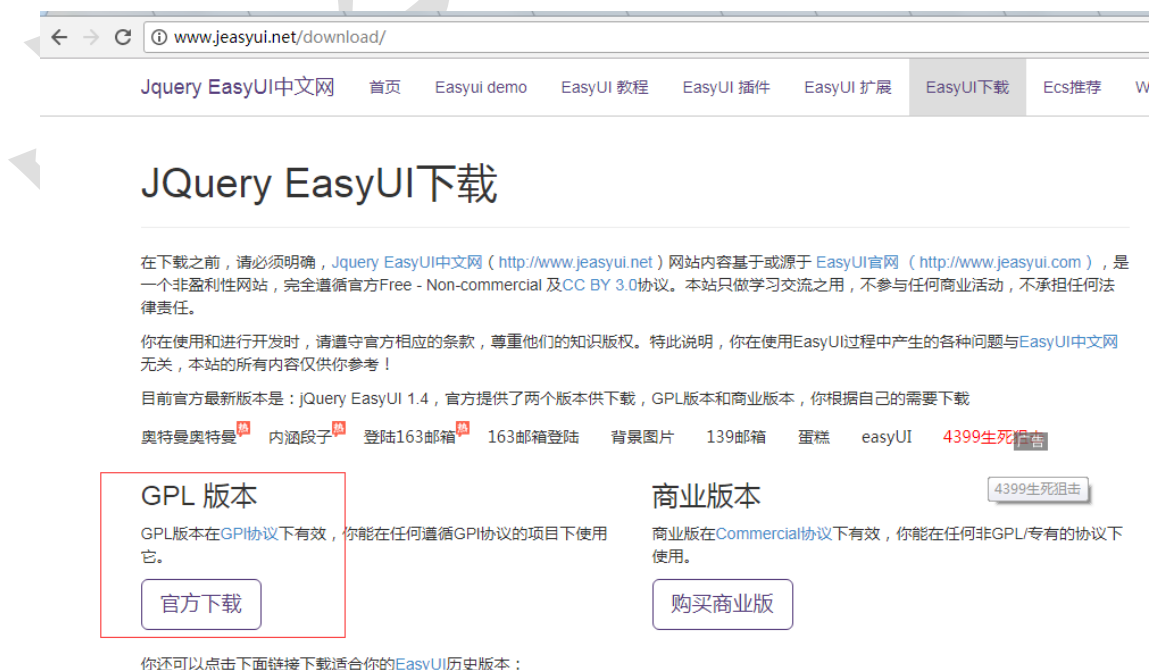 www.jeasyui.net/download/
Jquery EasyUI中文网 首页 Easyui demo EasyUI 教程 EasyUI 插件 EasyUI 扩展 EasyUI下载 Ecs推荐 W
JQuery EasyUI下载
在下载之前，请必须明确，Jquery EasyUI中文网（http://www.jeasyui.net）网站内容基于或源于 EasyUI官网 （http://www.jeasyui.com），是
一个非盈利性网站，完全遵循官方Free - Non-commercial 及CC BY 3.0协议。本站只做学习交流之用，不参与任何商业活动，不承担任何法
律责任。
你在使用和进行开发时，请遵守官方相应的条款，尊重他们的知识版权。特此说明，你在使用EasyUI过程中产生的各种问题与EasyUI中文网
无关，本站的所有内容仅供你参考！
目前官方最新版本是：jQuery EasyUI 1.4，官方提供了两个版本供下载，GPL版本和商业版本，你根据自己的需要下载
奥特曼奥特曼热 内涵段子热 登陆163邮箱热 163邮箱登陆 背景图片 139邮箱 蛋糕 easyUI 4399生死 广告
4399生死狙击
GPL 版本
GPL版本在GPl协议下有效，你能在任何遵循GPl协议的项目下使用
它。
官方下载
商业版本
商业版在Commercial协议下有效，你能在任何非GPL/专有的协议下
使用。
购买商业版
你还可以点击下面链接下载适合你的EasyUI历史版本：